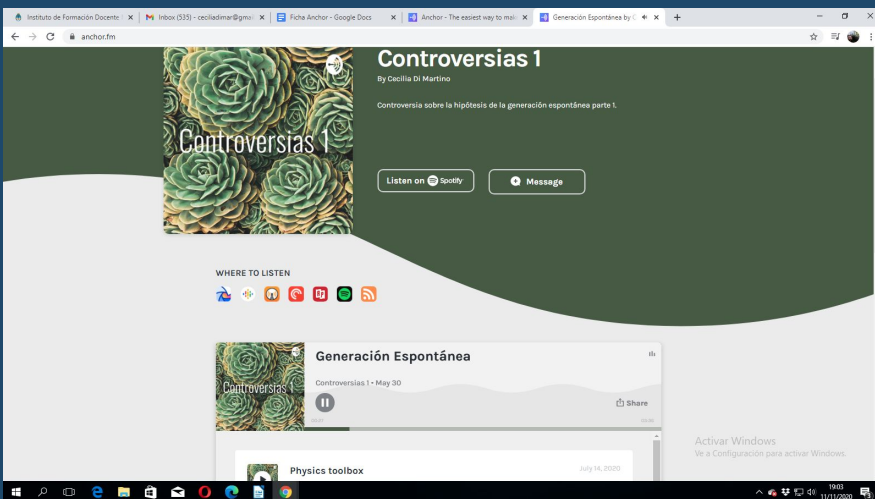 Instituto de Formación Docente
Inbox (535) - ceciliadimar@gmai
Ficha Anchor - Google Docs
Anchor - The easiest way to mak
Generación Espontánea by C
anchor.fm
Controversias 1
Controversias 1
By Cecilia Di Martino
Controversia sobre la hipótesis de la generación espontánea parte 1.
Listen on Spotify
Message
WHERE TO LISTEN
Controversias 1
Generación Espontánea
Controversias 1 • May 30
Share
Physics toolbox
July 14, 2020
Activar Windows
Ve a Configuración para activar Windows.
19:03
11/11/2020